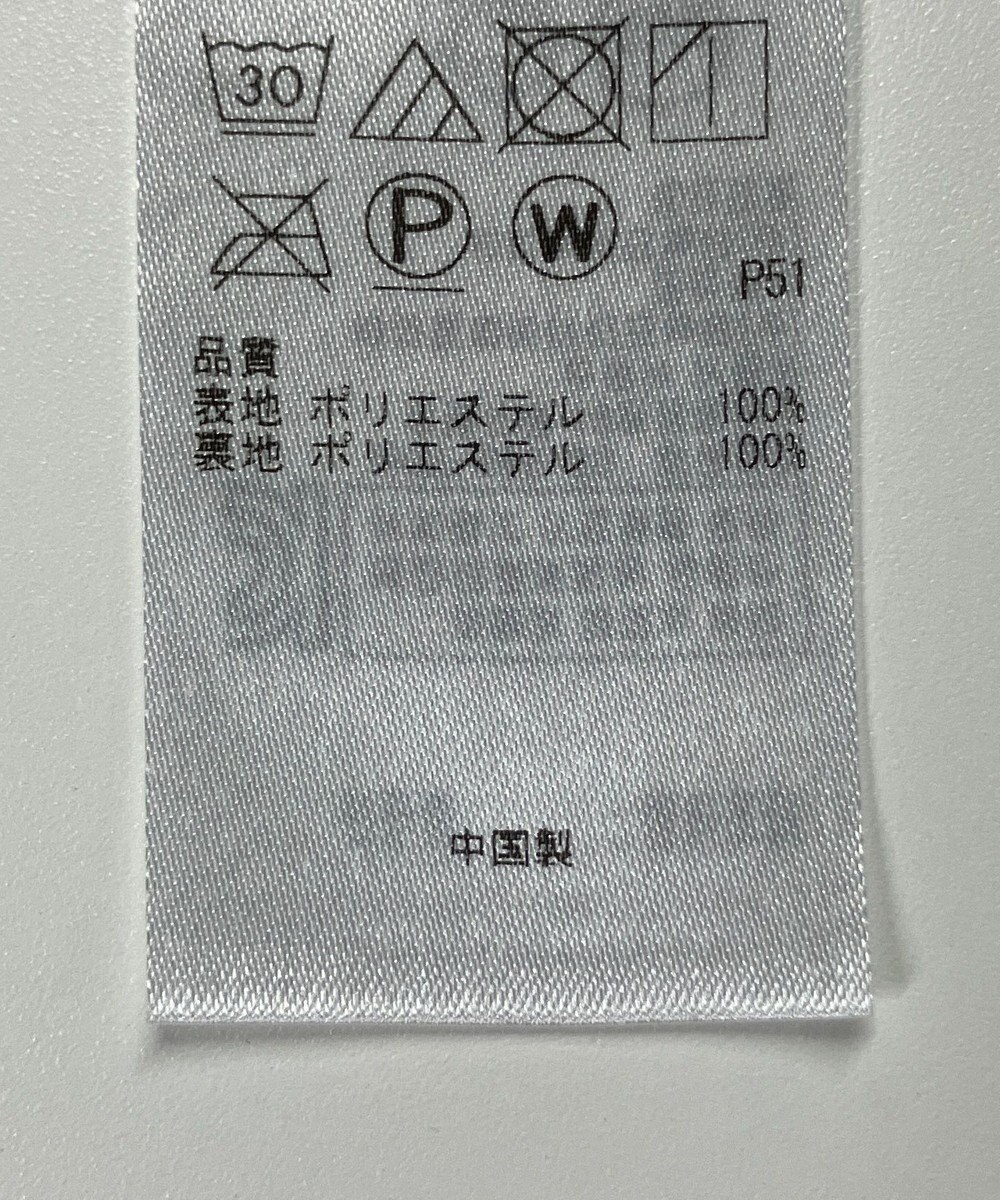 30
P W
P51
品質
表地 ポリエステル 100%
裏地 ポリエステル 100%
中国製